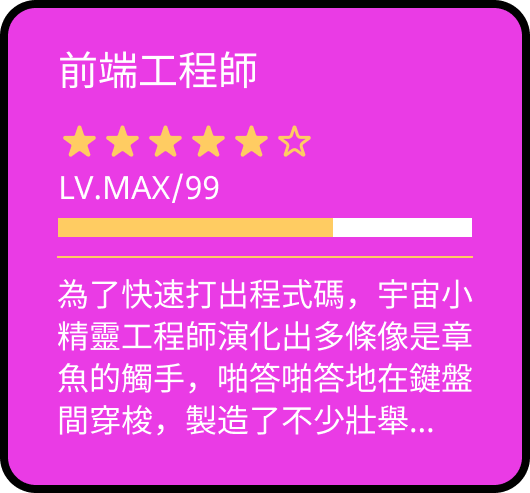 前端工程師
LV.MAX/99
為了快速打出程式碼，宇宙小
精靈工程師演化出多條像是章
魚的觸手，啪答啪答地在鍵盤
間穿梭，製造了不少壯舉...